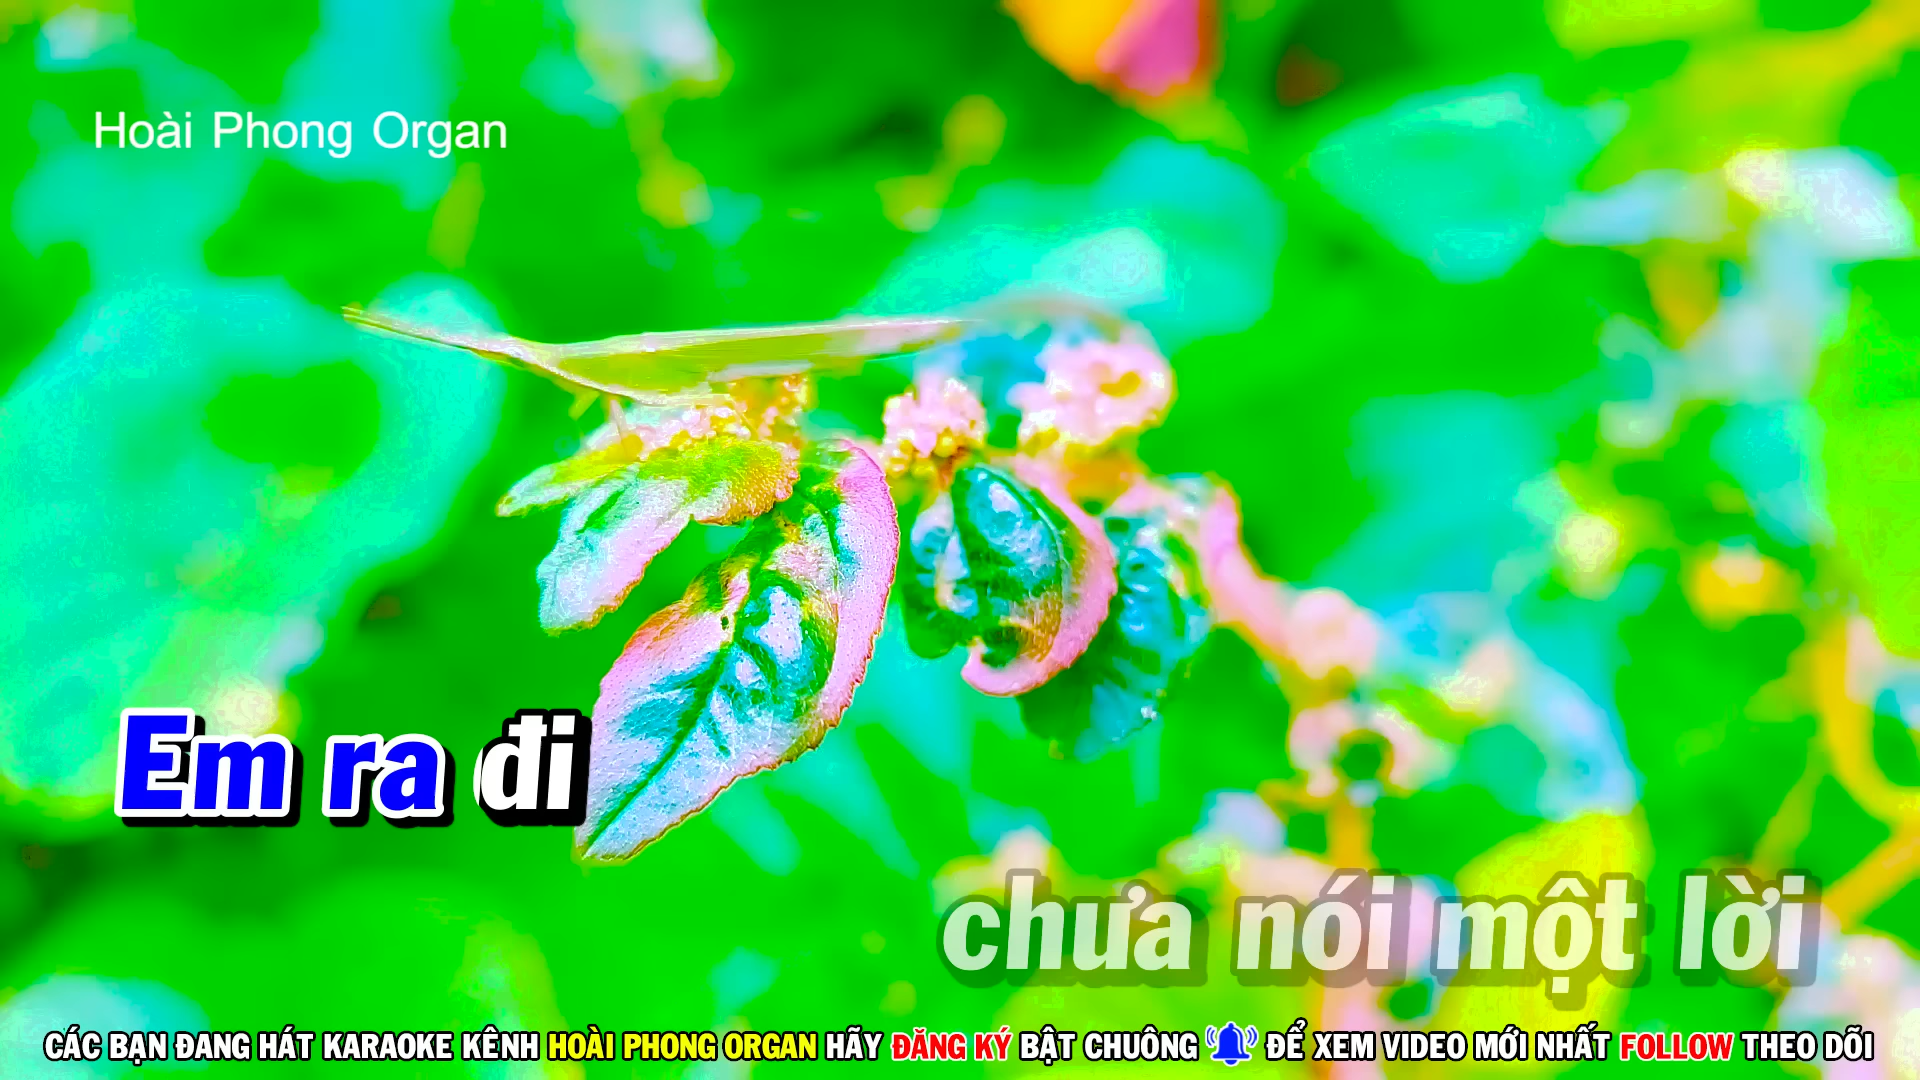 Hoài Phong Organ
Em ra đi
chưa nói một lời
CÁC BẠN ĐANG HÁT KARAOKE KÊNH HOÀI PHONG ORGAN HÃY ĐĂNG KÝ BẬT CHUÔNG ĐỂ XEM VIDEO MỚI NHẤT FOLLOW THEO DÕI